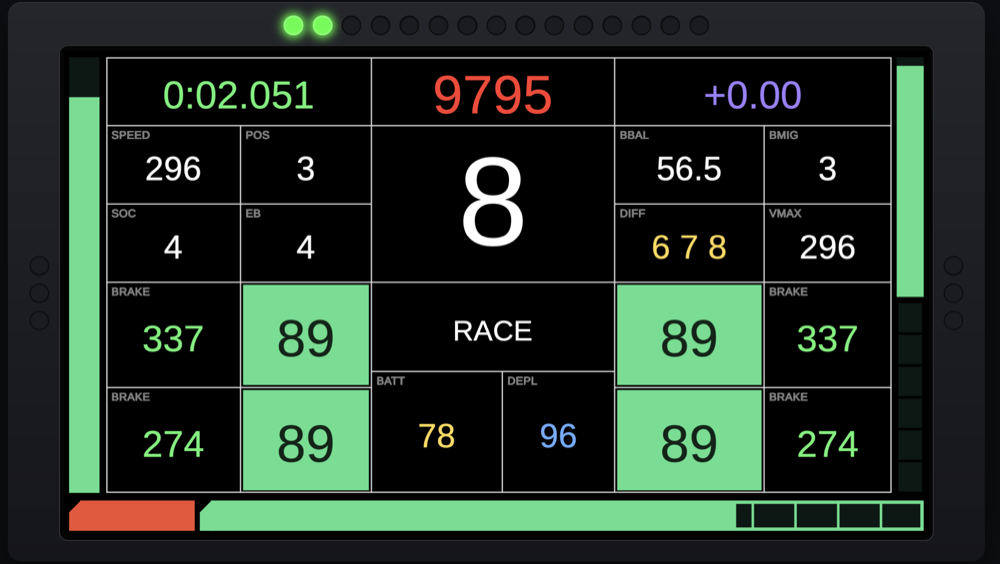 0:02.051 9795 +0.00
SPEED POS BBAL BMIG
296 3 8 56.5 3
SOC EB DIFF VMAX
4 4 6 7 8 296
BRAKE BRAKE
337 89 RACE 89 337
BATT DEPL
BRAKE BRAKE
274 89 78 96 89 274